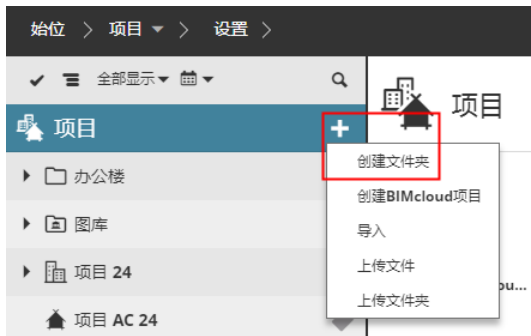 始位 > 项目 > 设置 >
全部显示
项目
项目
创建文件夹
办公楼
创建BIMcloud项目
图库
导入
项目 24
上传文件
ou...
上传文件夹
项目 AC 24